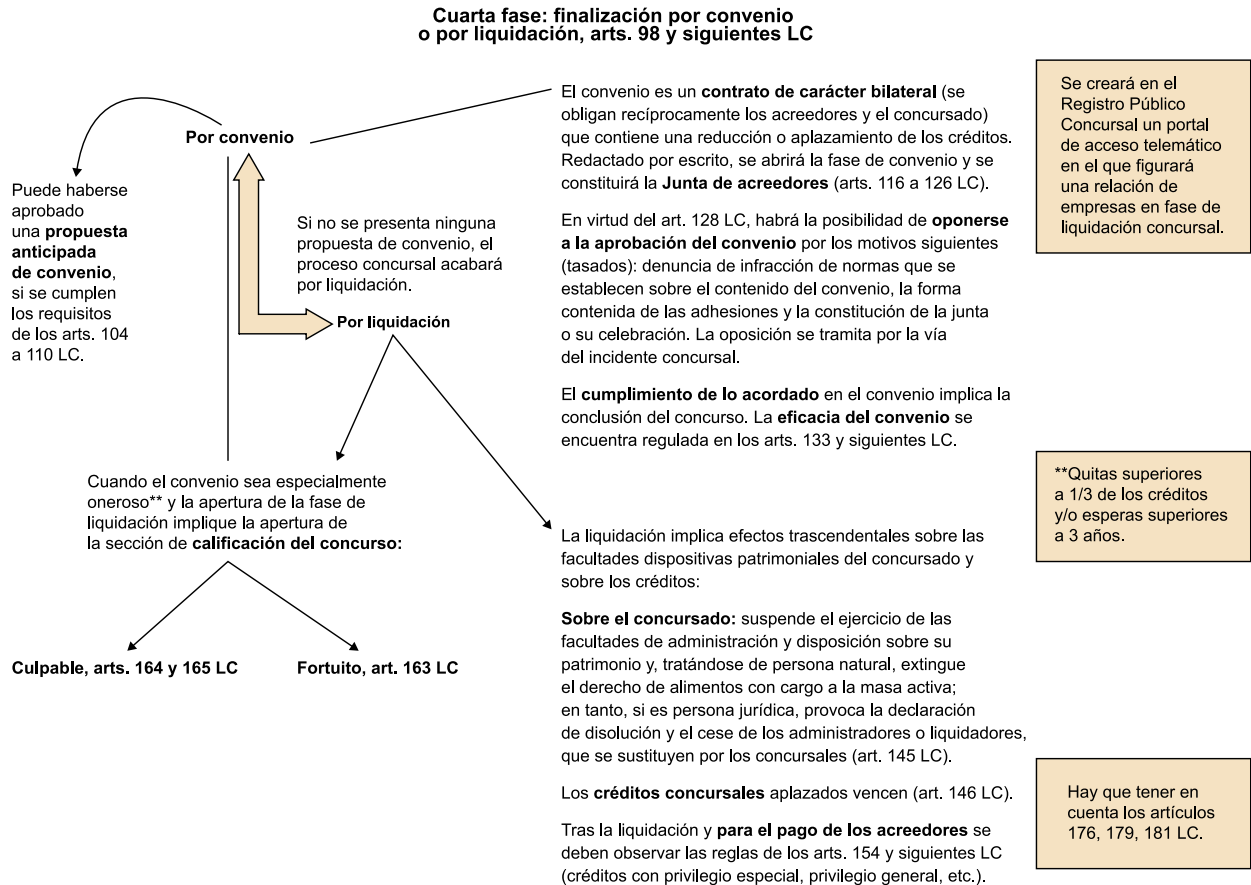 Cuarta fase: finalización por convenio
o por liquidación, arts. 98 y siguientes LC
Por convenio
Puede haberse
aprobado
una propuesta
anticipada
de convenio,
si se cumplen
los requisitos
de los arts. 104
a 110 LC.
Si no se presenta ninguna
propuesta de convenio, el
proceso concursal acabará
por liquidación.
Por liquidación
Cuando el convenio sea especialmente
oneroso** y la apertura de la fase de
liquidación implique la apertura de
la sección de calificación del concurso:
Culpable, arts. 164 y 165 LC
Fortuito, art. 163 LC
El convenio es un contrato de carácter bilateral (se
obligan recíprocamente los acreedores y el concursado)
que contiene una reducción o aplazamiento de los créditos.
Redactado por escrito, se abrirá la fase de convenio y se
constituirá la Junta de acreedores (arts. 116 a 126 LC).
En virtud del art. 128 LC, habrá la posibilidad de oponerse
a la aprobación del convenio por los motivos siguientes
(tasados): denuncia de infracción de normas que se
establecen sobre el contenido del convenio, la forma
contenida de las adhesiones y la constitución de la junta
o su celebración. La oposición se tramita por la vía
del incidente concursal.
El cumplimiento de lo acordado en el convenio implica la
conclusión del concurso. La eficacia del convenio se
encuentra regulada en los arts. 133 y siguientes LC.
La liquidación implica efectos trascendentales sobre las
facultades dispositivas patrimoniales del concursado y
sobre los créditos:
Sobre el concursado: suspende el ejercicio de las
facultades de administración y disposición sobre su
patrimonio y, tratándose de persona natural, extingue
el derecho de alimentos con cargo a la masa activa;
en tanto, si es persona jurídica, provoca la declaración
de disolución y el cese de los administradores o liquidadores,
que se sustituyen por los concursales (art. 145 LC).
Los créditos concursales aplazados vencen (art. 146 LC).
Tras la liquidación y para el pago de los acreedores se
deben observar las reglas de los arts. 154 y siguientes LC
(créditos con privilegio especial, privilegio general, etc.).
Se creará en el
Registro Público
Concursal un portal
de acceso telemático
en el que figurará
una relación de
empresas en fase de
liquidación concursal.
**Quitas superiores
a 1/3 de los créditos
y/o esperas superiores
a 3 años.
Hay que tener en
cuenta los artículos
176, 179, 181 LC.